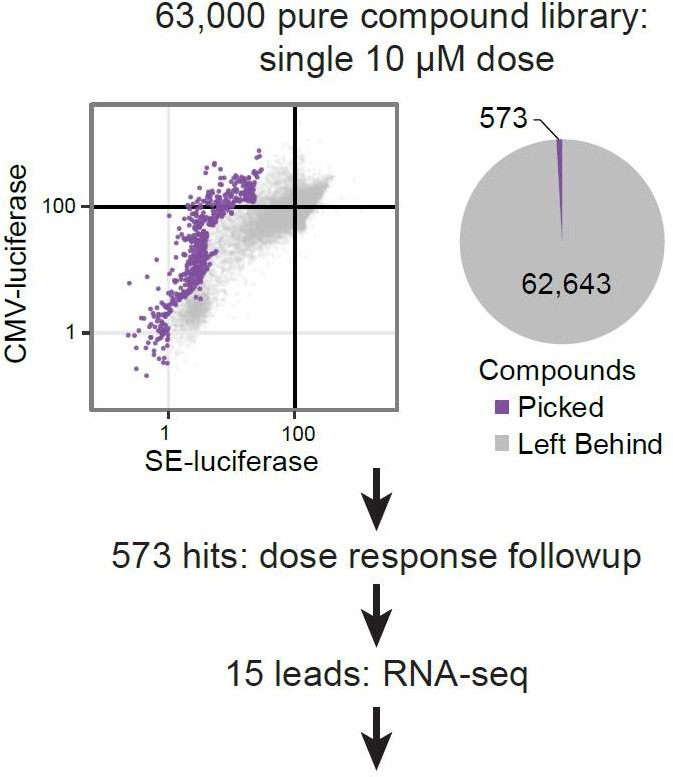 63,000 pure compound library:
single 10 µM dose
573
CMV-luciferase
100
1
62,643
1
100
SE-luciferase
Compounds
Picked
Left Behind
573 hits: dose response followup
15 leads: RNA-seq